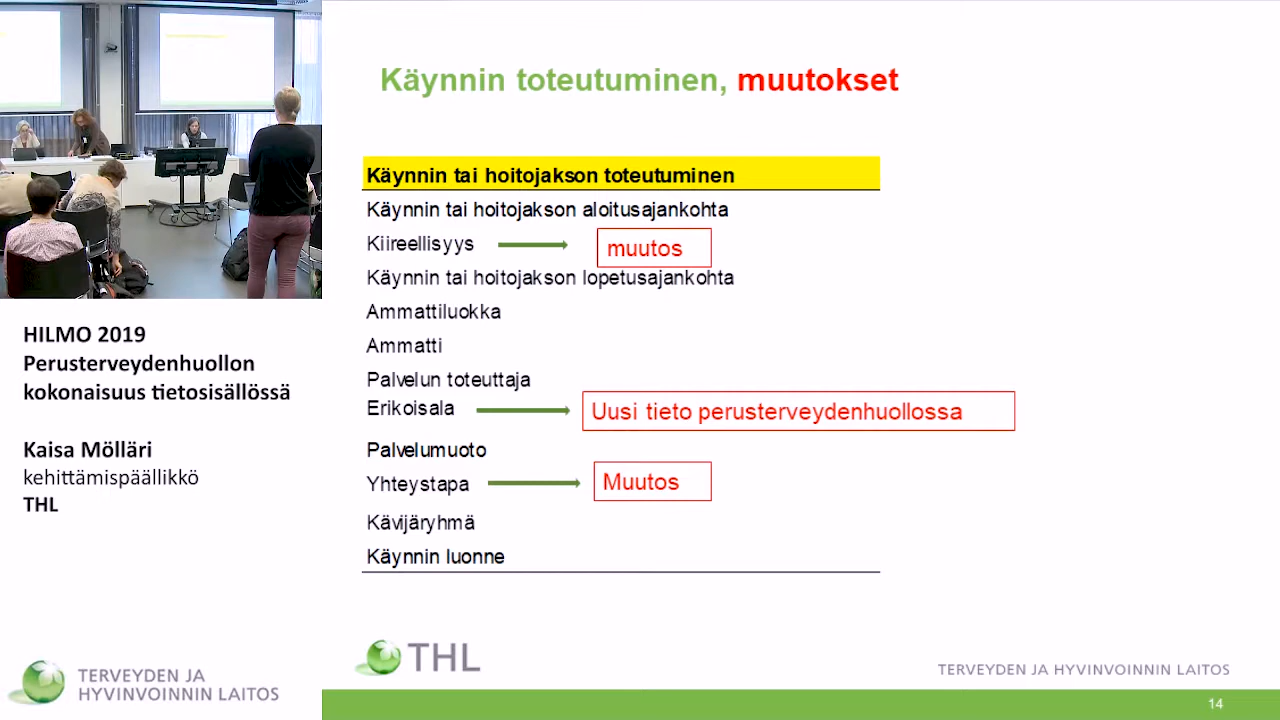 Käynnin toteutuminen, muutokset
Käynnin tai hoitojakson toteutuminen
Käynnin tai hoitojakson aloitusajankohta
Kiireellisyys muutos
Käynnin tai hoitojakson lopetusajankohta
Ammattiluokka
Ammatti
Palvelun toteuttaja
Erikoisala Uusi tieto perusterveydenhuollossa
Palvelumuoto
Yhteystapa Muutos
Kävijäryhmä
Käynnin luonne
HILMO 2019
Perusterveydenhuollon
kokonaisuus tietosisällössä
Kaisa Mölläri
kehittämispäällikkö
THL
TERVEYDEN JA
HYVINVOINNIN LAITOS
THL
TERVEYDEN JA HYVINVOINNIN LAITOS
14